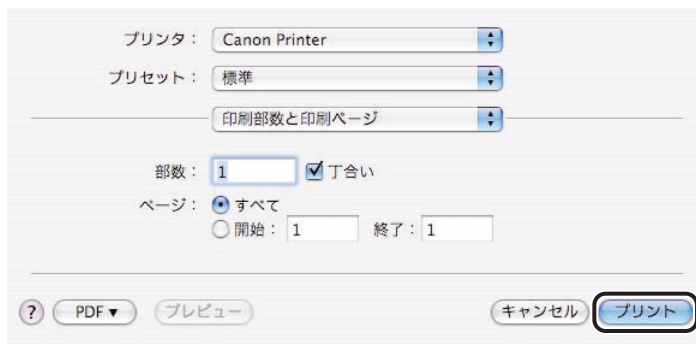 プリンタ： Canon Printer
プリセット： 標準
印刷部数と印刷ページ
部数： 1 丁合い
ページ： すべて
開始： 1 終了： 1
? PDF▼ プレビュー キャンセル プリント